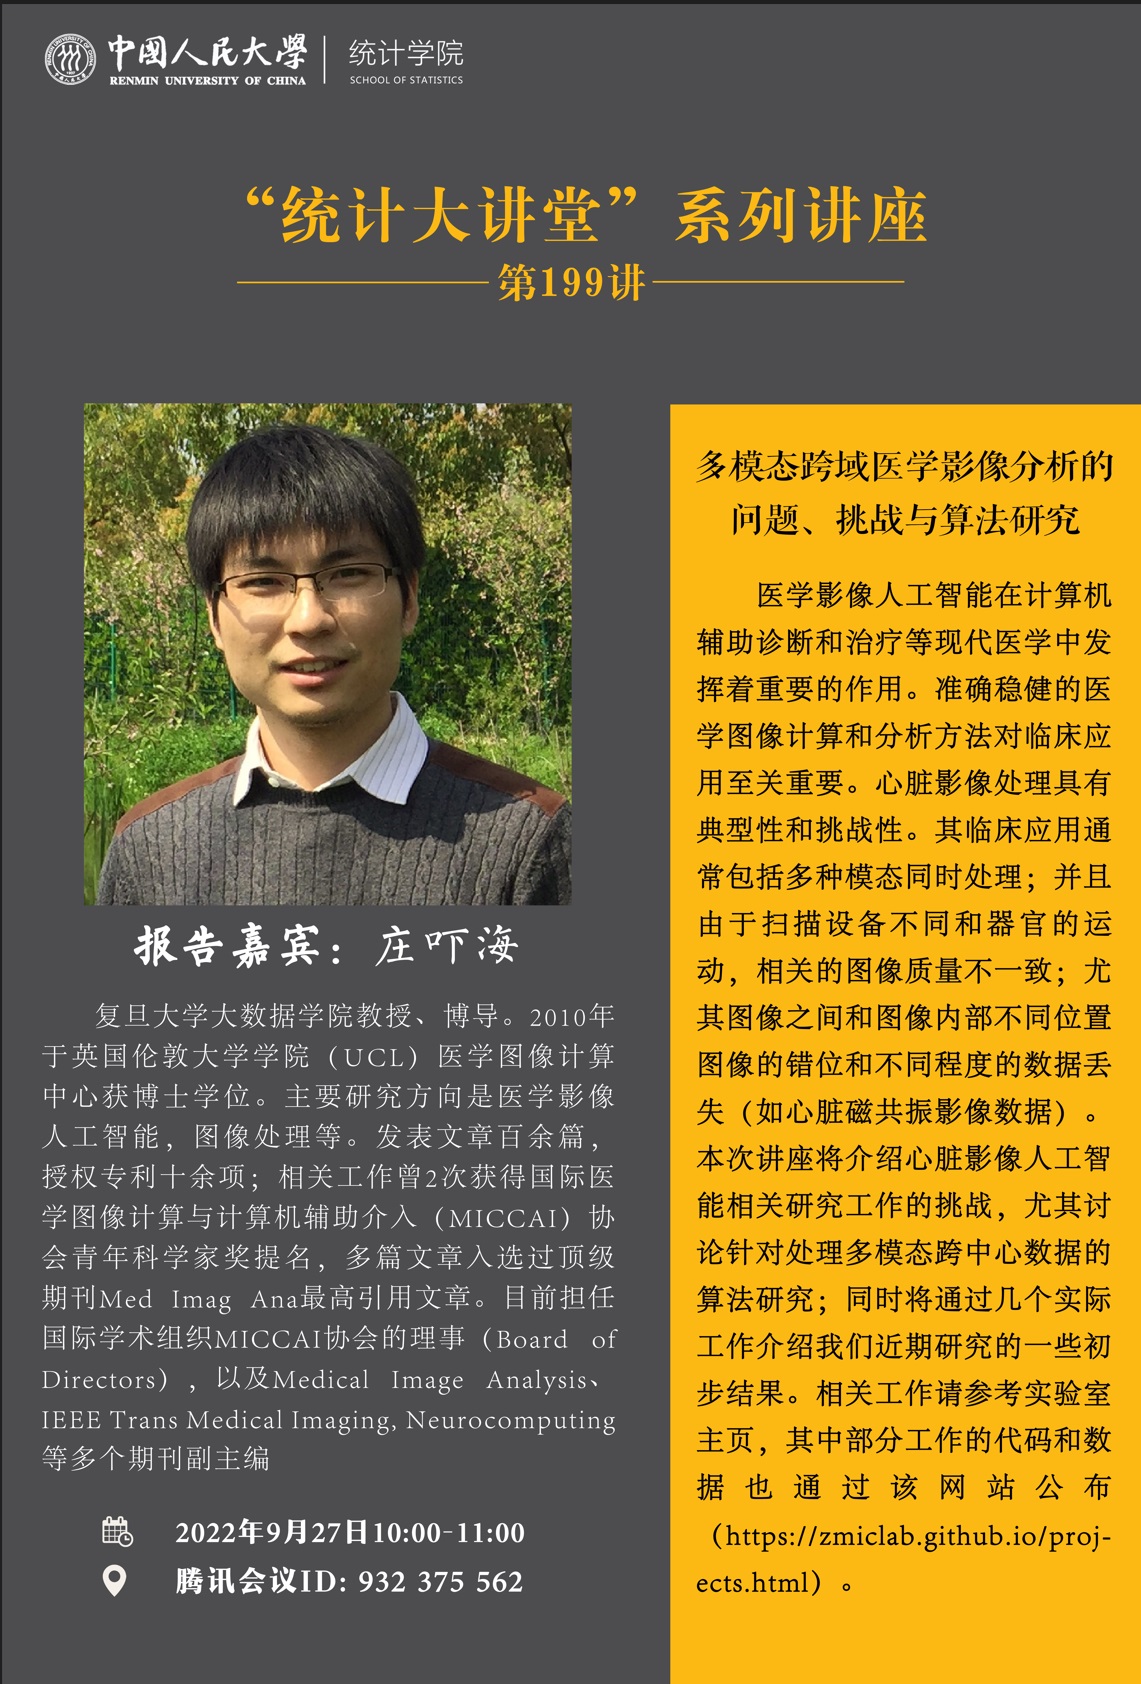 中國人民大學
RENMIN UNIVERSITY OF CHINA
统计学院
SCHOOL OF STATISTICS
“统计大讲堂”系列讲座
第199讲
报告嘉宾：庄吓海
复旦大学大数据学院教授、博导。2010年
于英国伦敦大学学院（UCL）医学图像计算
中心获博士学位。主要研究方向是医学影像
人工智能，图像处理等。发表文章百余篇，
授权专利十余项；相关工作曾2次获得国际医
学图像计算与计算机辅助介入（MICCAI）协
会青年科学家奖提名，多篇文章入选过顶级
期刊Med Imag Ana最高引用文章。目前担任
国际学术组织MICCAI协会的理事（Board of
Directors），以及Medical Image Analysis、
IEEE Trans Medical Imaging, Neurocomputing
等多个期刊副主编
2022年9月27日10:00-11:00
腾讯会议ID: 932 375 562
多模态跨域医学影像分析的
问题、挑战与算法研究
医学影像人工智能在计算机
辅助诊断和治疗等现代医学中发
挥着重要的作用。准确稳健的医
学图像计算和分析方法对临床应
用至关重要。心脏影像处理具有
典型性和挑战性。其临床应用通
常包括多种模态同时处理；并且
由于扫描设备不同和器官的运
动，相关的图像质量不一致；尤
其图像之间和图像内部不同位置
图像的错位和不同程度的数据丢
失（如心脏磁共振影像数据）。
本次讲座将介绍心脏影像人工智
能相关研究工作的挑战，尤其讨
论针对处理多模态跨中心数据的
算法研究；同时将通过几个实际
工作介绍我们近期研究的一些初
步结果。相关工作请参考实验室
主页，其中部分工作的代码和数
据也通过该网站公布
（https://zmiclab.github.io/proj-
ects.html）。